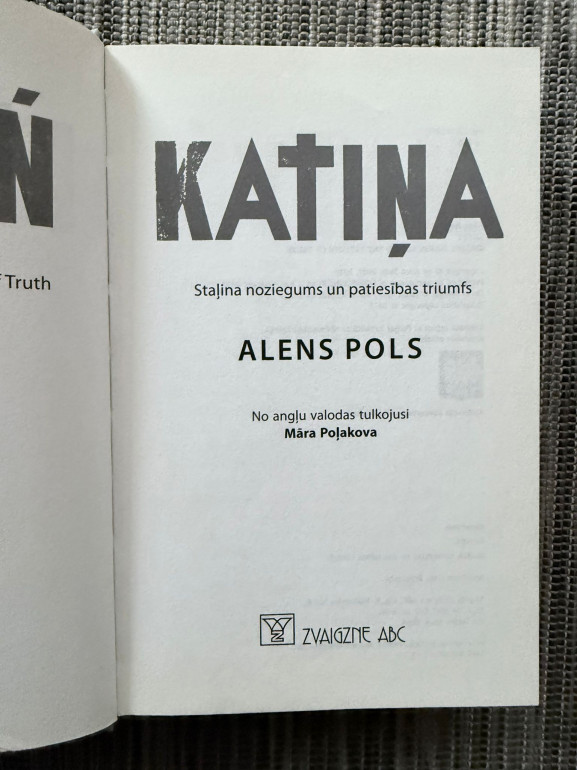 Ń
f Truth
KATIŅA
Staļina noziegums un patiesības triumfs
ALENS POLS
No angļu valodas tulkojusi
Māra Poļakova
ZVAIGZNE ABC